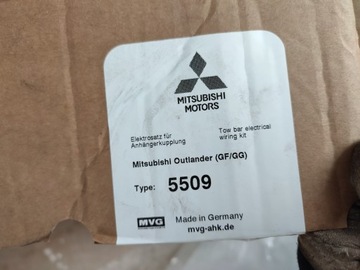 MITSUBISHI
MOTORS
Elektrosatz für
Anhängerkupplung
Tow bar electrical
wiring kit
Mitsubishi Outlander (GF/GG)
Type: 5509
MVG
Made in Germany
mvg-ahk.de